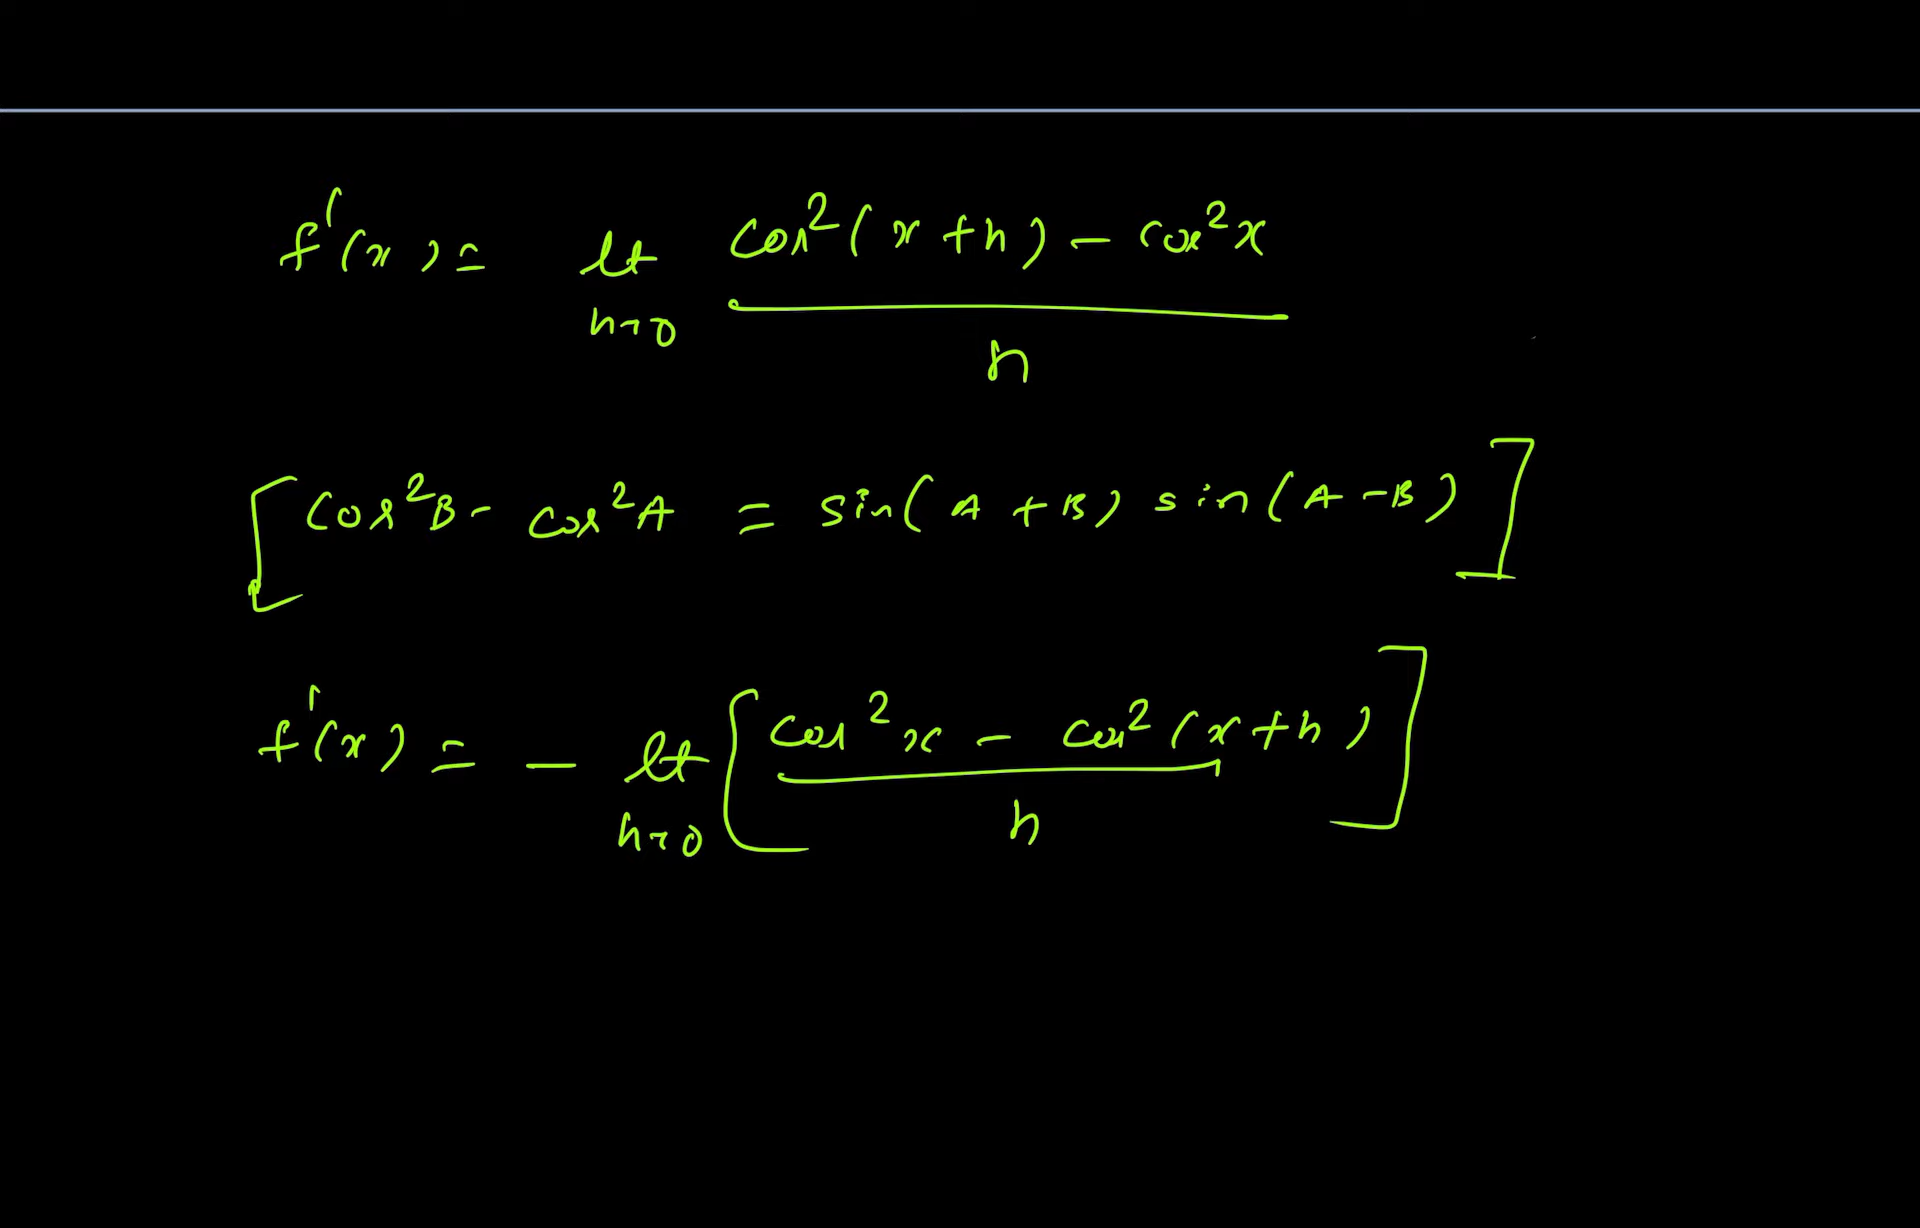 f'(x) = lt h→0 cos²(x+h) - cos²x / h
[cos²B - cos²A = sin(A+B) sin(A-B)]
f'(x) = - lt h→0 [cos²x - cos²(x+h) / h]